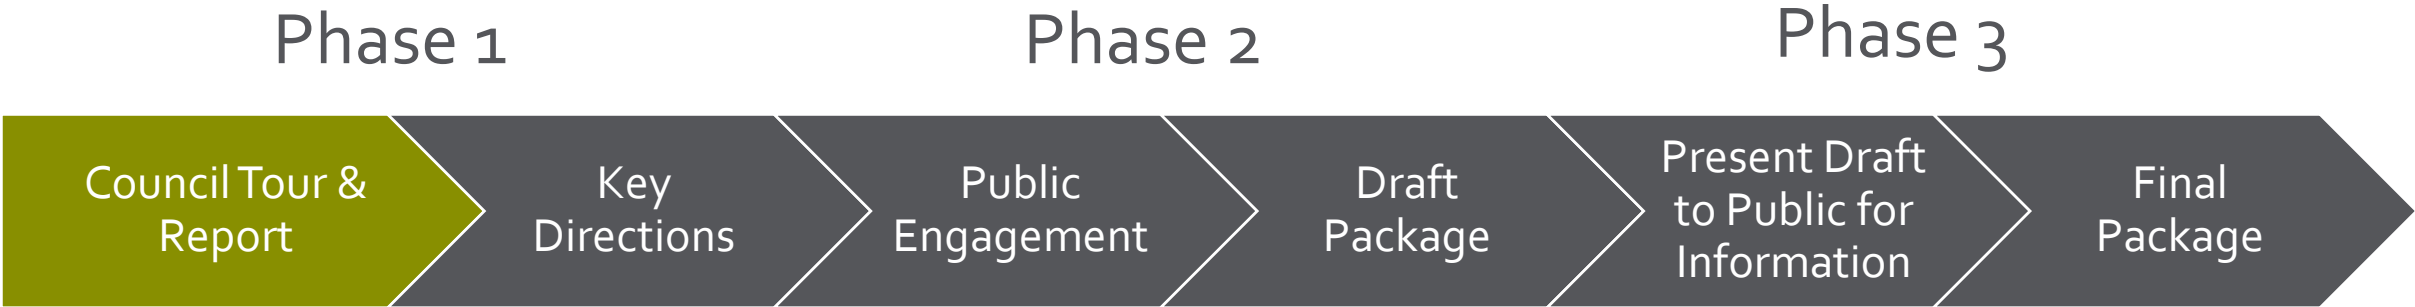 Phase 1
Phase 2
Phase 3
Council Tour &
Report
Key
Directions
Public
Engagement
Draft
Package
Present Draft
to Public for
Information
Final
Package